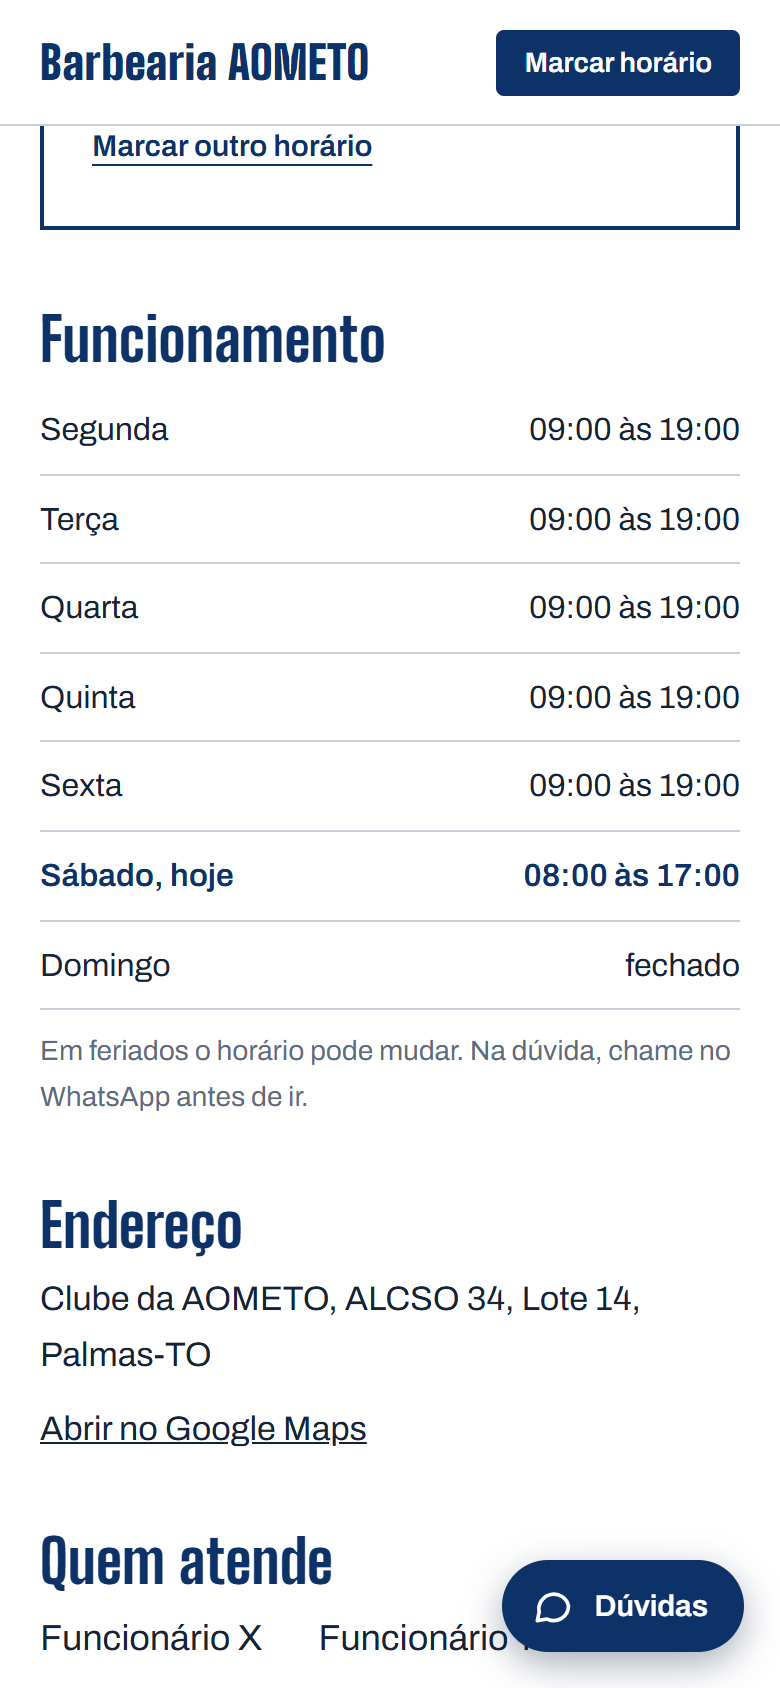 Barbearia AOMETO
Marcar horário
Marcar outro horário
Funcionamento
Segunda 09:00 às 19:00
Terça 09:00 às 19:00
Quarta 09:00 às 19:00
Quinta 09:00 às 19:00
Sexta 09:00 às 19:00
Sábado, hoje 08:00 às 17:00
Domingo fechado
Em feriados o horário pode mudar. Na dúvida, chame no
WhatsApp antes de ir.
Endereço
Clube da AOMETO, ALCSO 34, Lote 14,
Palmas-TO
Abrir no Google Maps
Quem atende
Funcionário X Funcionário
Dúvidas